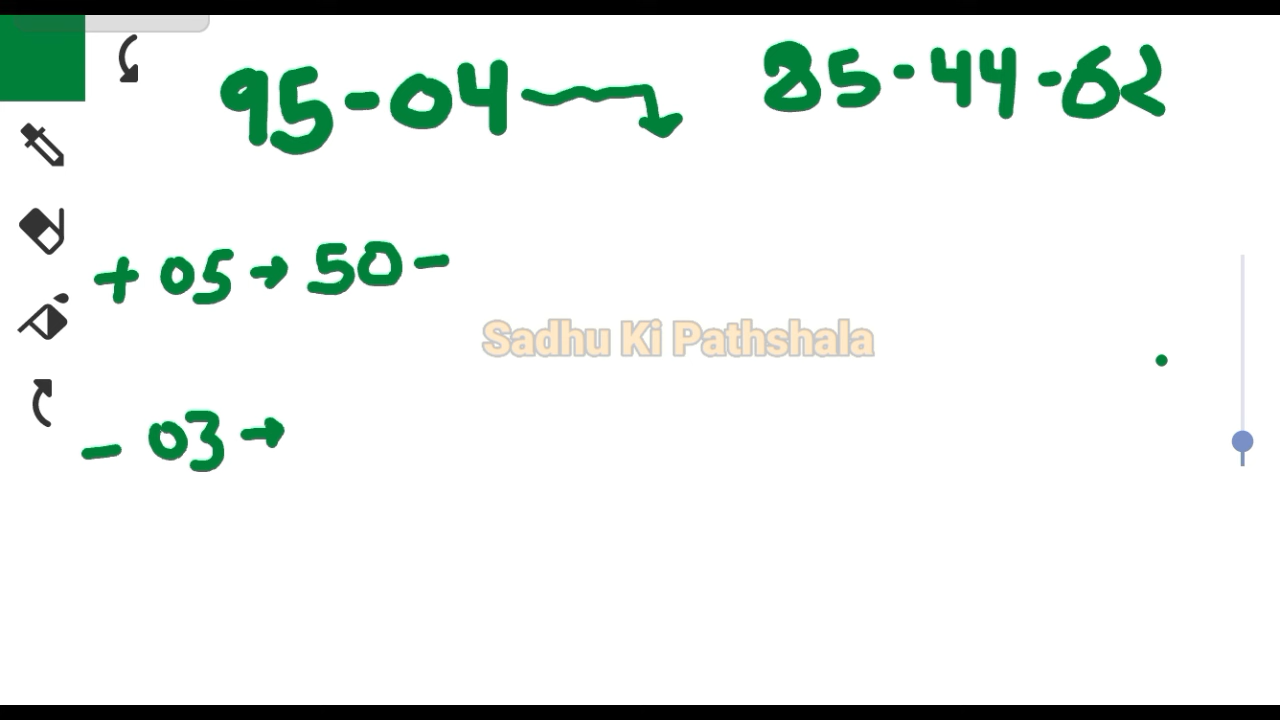 95-04 85-44-62
+ 05 → 50 -
Sadhu Ki Pathshala
- 03 →